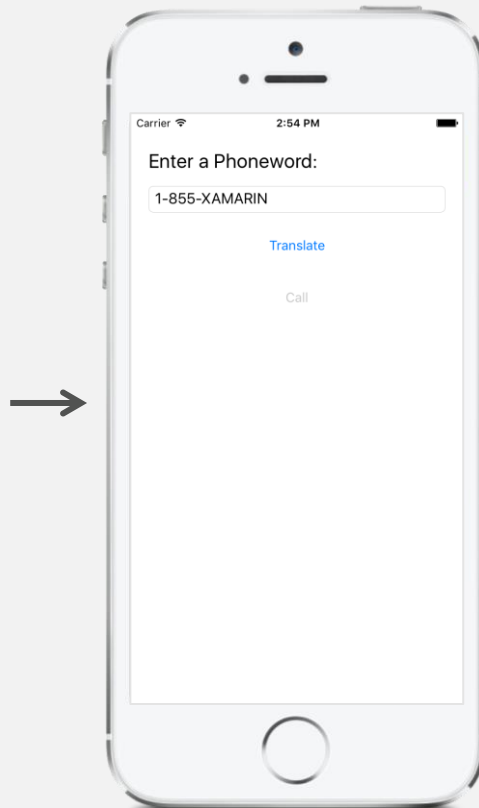 Carrier 2:54 PM
Enter a Phoneword:
1-855-XAMARIN
Translate
Call